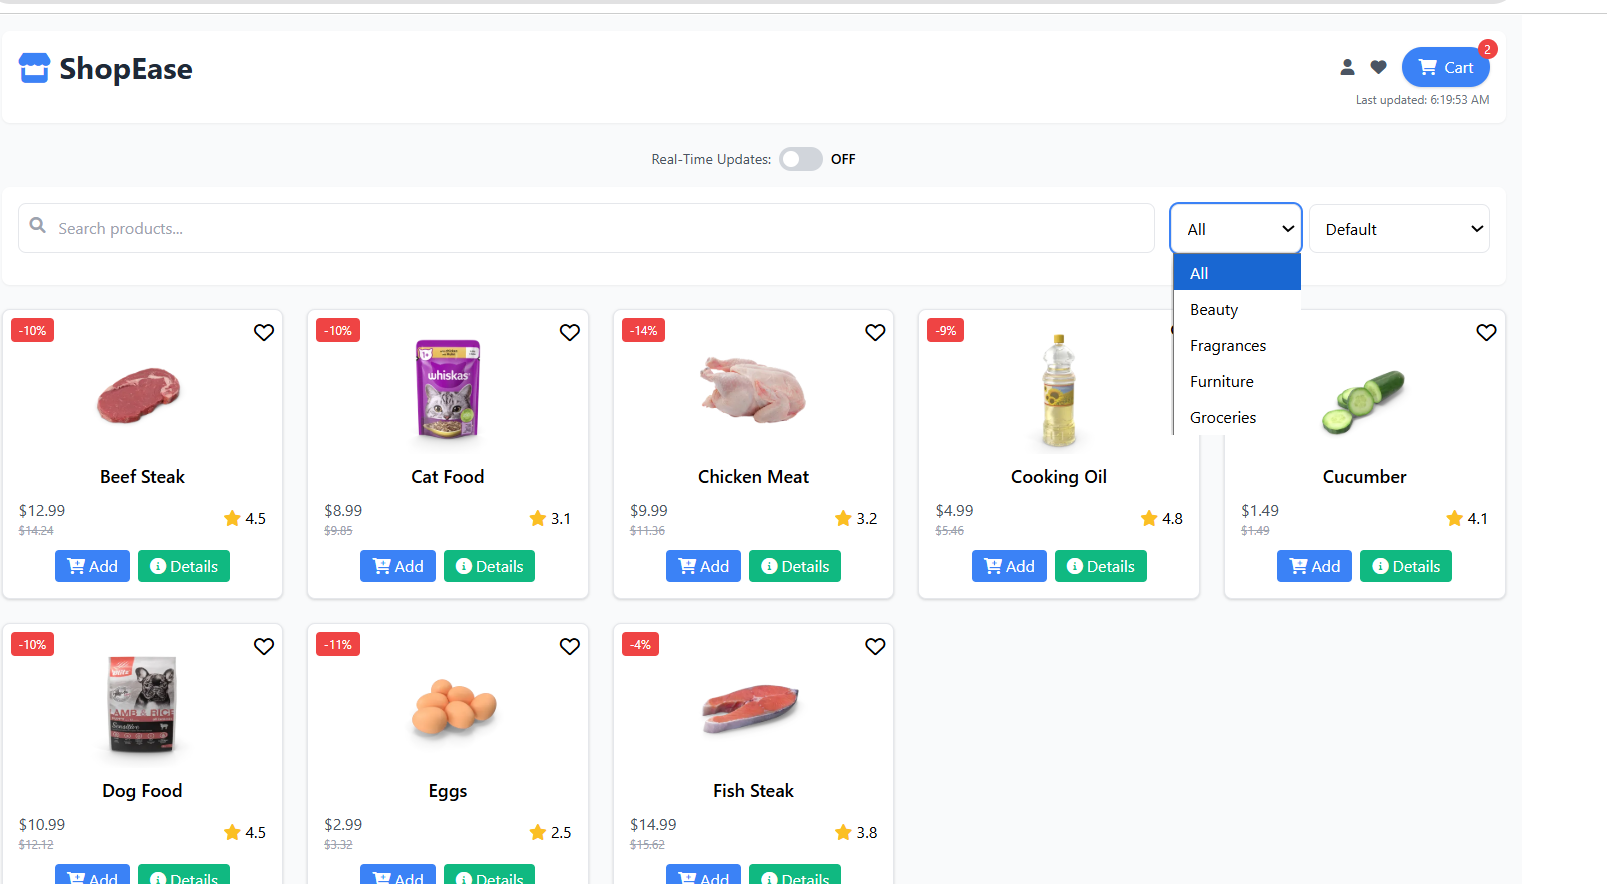 ShopEase
2
Cart
Last updated: 6:19:53 AM
Real-Time Updates: OFF
Search products...
All
Default
All
Beauty
Fragrances
Furniture
Groceries
-10%
Beef Steak
$12.99
$14.24
4.5
Add
Details
-10%
1+
whiskas
Cat Food
$8.99
$9.85
3.1
Add
Details
-14%
Chicken Meat
$9.99
$11.36
3.2
Add
Details
-9%
Cooking Oil
$4.99
$5.46
4.8
Add
Details
Cucumber
$1.49
$1.49
4.1
Add
Details
-10%
LAMB & RICE
Sensitive
Dog Food
$10.99
$12.12
4.5
Add
Details
-11%
Eggs
$2.99
$3.32
2.5
Add
Details
-4%
Fish Steak
$14.99
$15.62
3.8
Add
Details